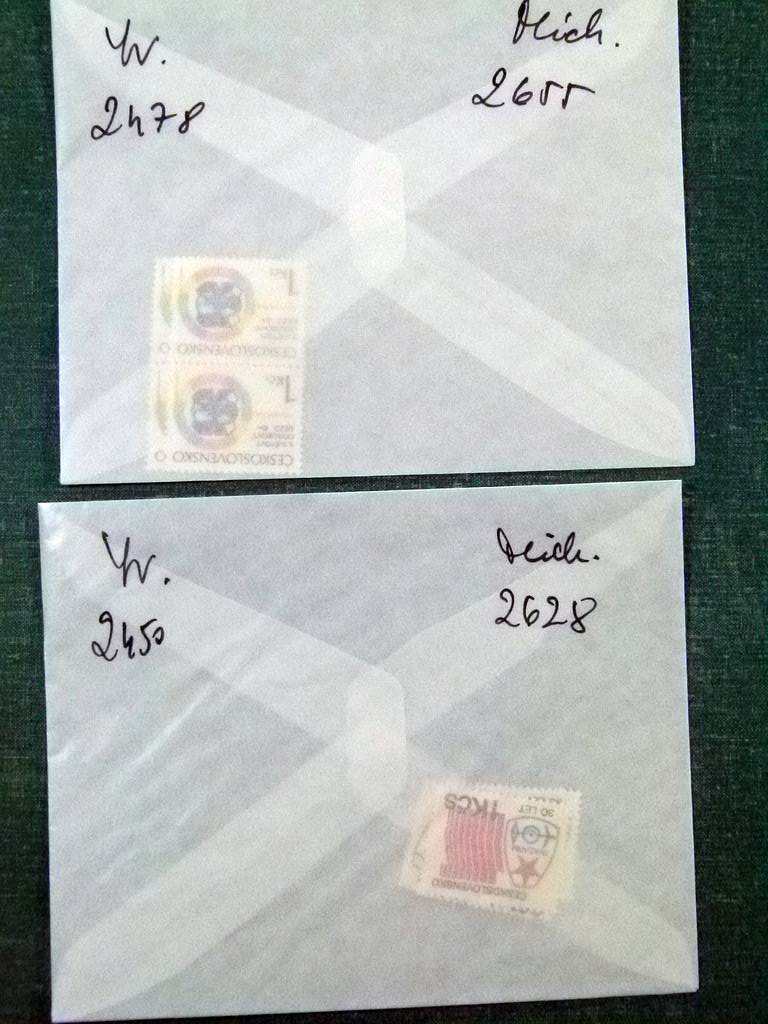 Yv. Mich.
2478 2655
1 Kčs
ČESKOSLOVENSKO
1 Kčs
ČESKOSLOVENSKO
Yv. Mich.
2450 2628
1 KČS
30 LET
ČESKOSLOVENSKO